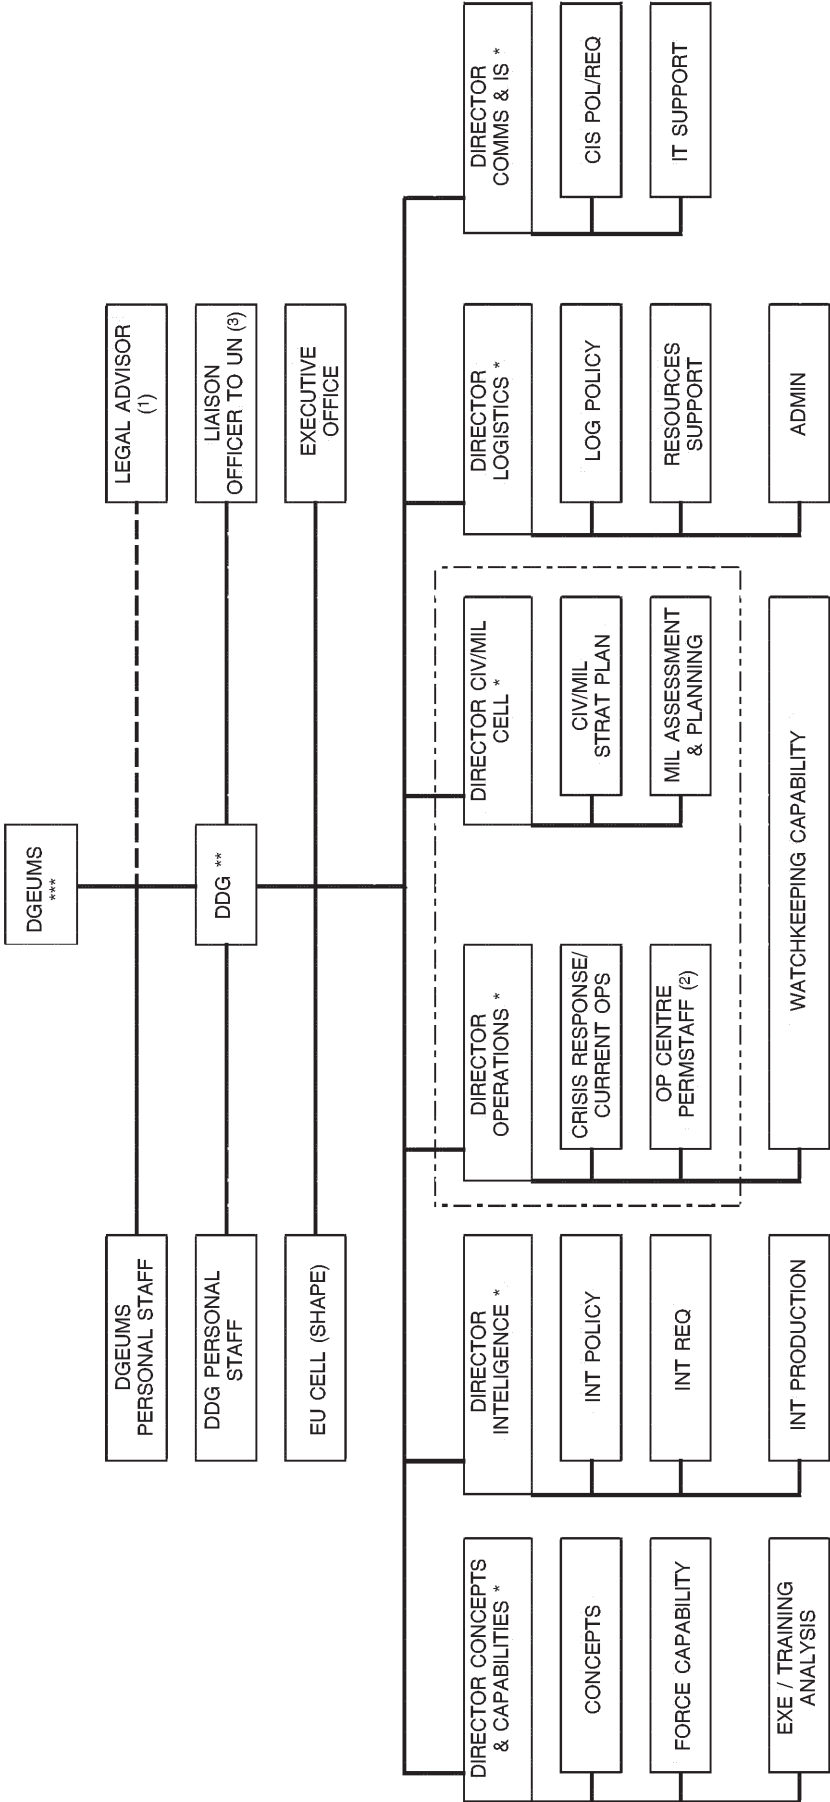 DGEUMS
***
DGEUMS
PERSONAL STAFF
LEGAL ADVISOR
(1)
DDG PERSONAL
STAFF
DDG **
LIAISON
OFFICER TO UN (3)
EU CELL (SHAPE)
EXECUTIVE
OFFICE
DIRECTOR CONCEPTS
& CAPABILITIES *
CONCEPTS
FORCE CAPABILITY
EXE / TRAINING
ANALYSIS
DIRECTOR
INTELIGENCE *
INT POLICY
INT REQ
INT PRODUCTION
DIRECTOR
OPERATIONS *
CRISIS RESPONSE/
CURRENT OPS
OP CENTRE
PERMSTAFF (2)
WATCHKEEPING CAPABILITY
DIRECTOR CIV/MIL
CELL *
CIV/MIL
STRAT PLAN
MIL ASSESSMENT
& PLANNING
DIRECTOR
LOGISTICS *
LOG POLICY
RESOURCES
SUPPORT
ADMIN
DIRECTOR
COMMS & IS *
CIS POL/REQ
IT SUPPORT